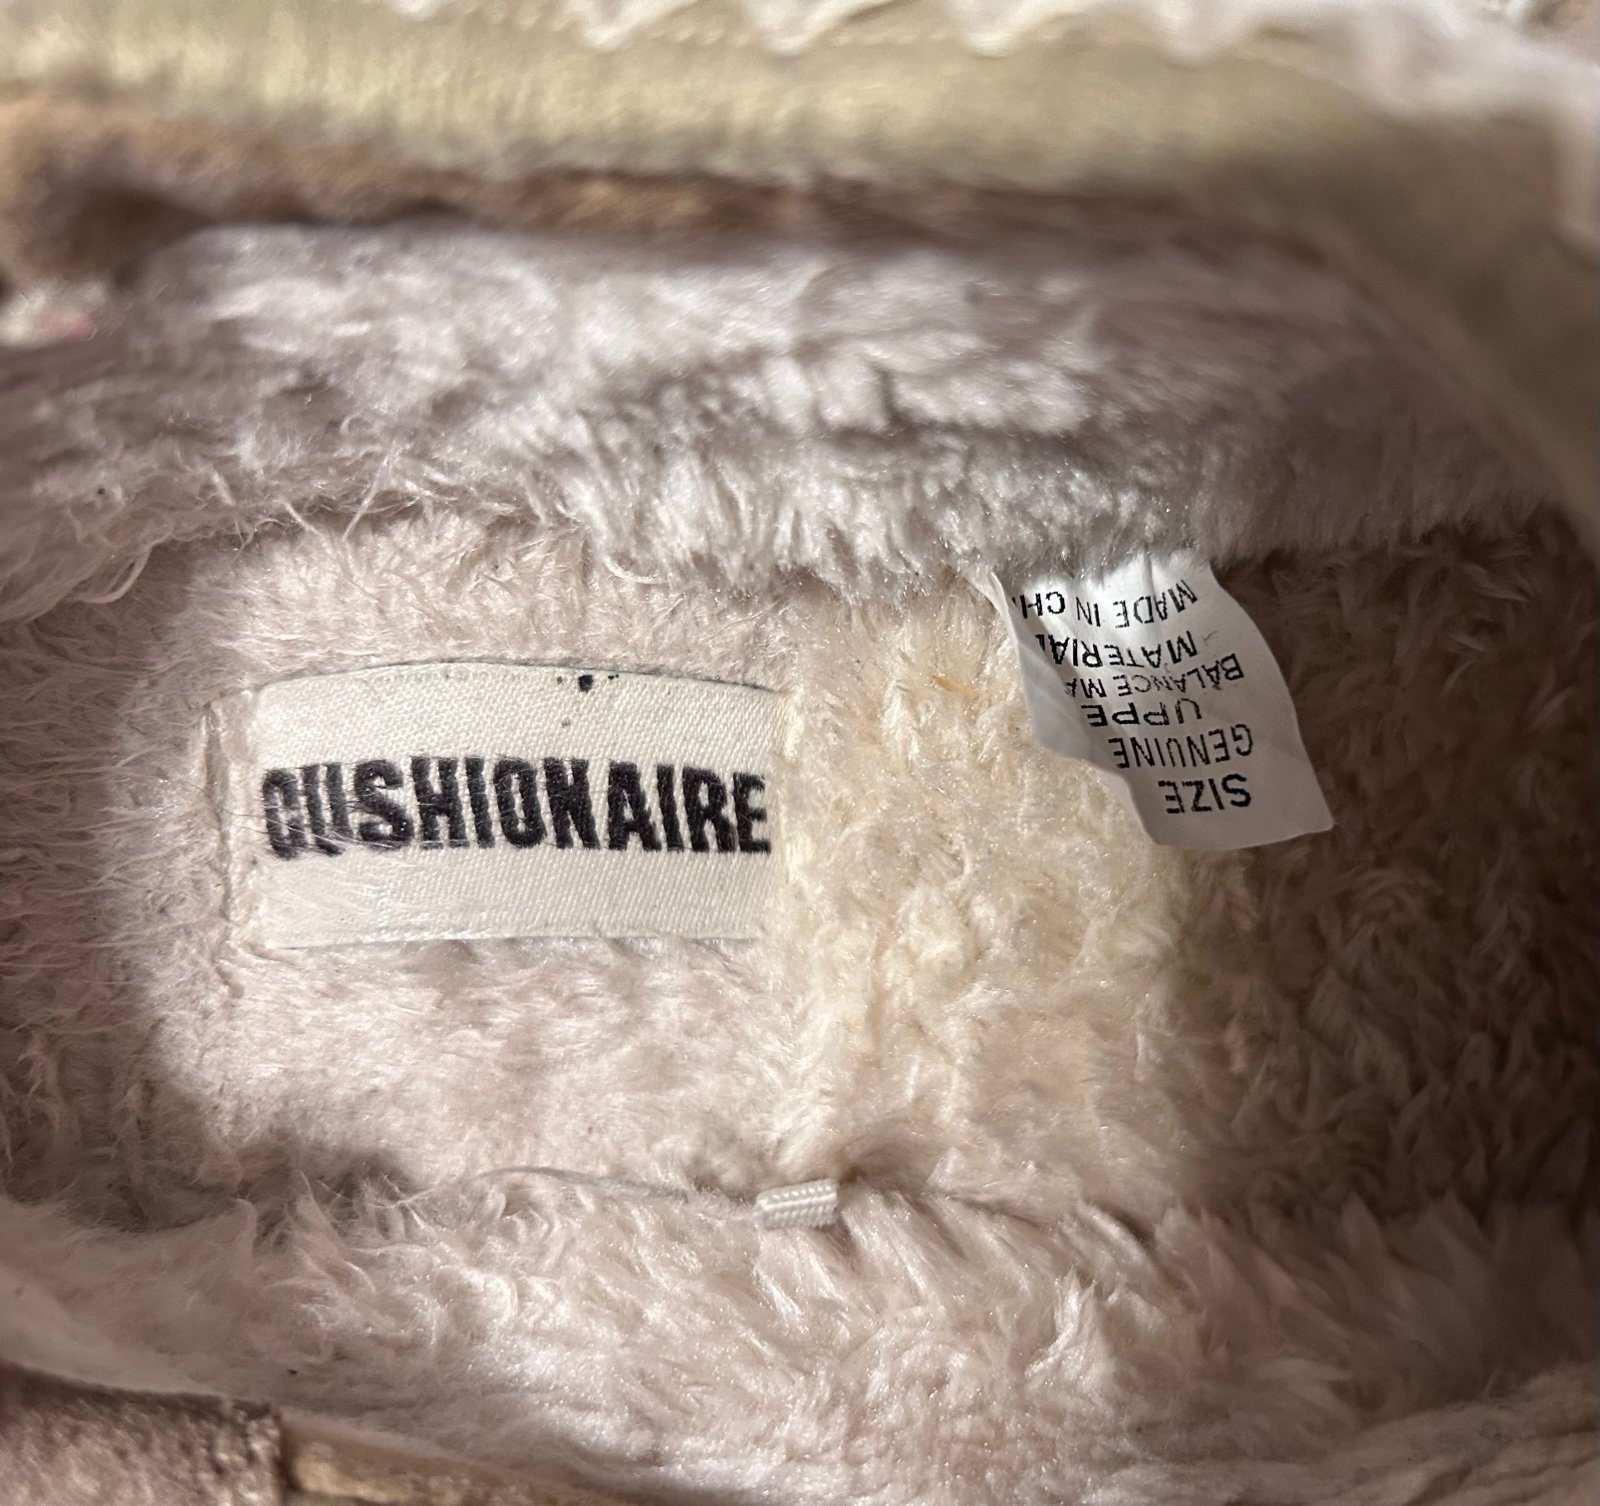 CUSHIONAIRE
SIZE
GENUINE
UPPE
BALANCE MA
MATERIAL
MADE IN CH